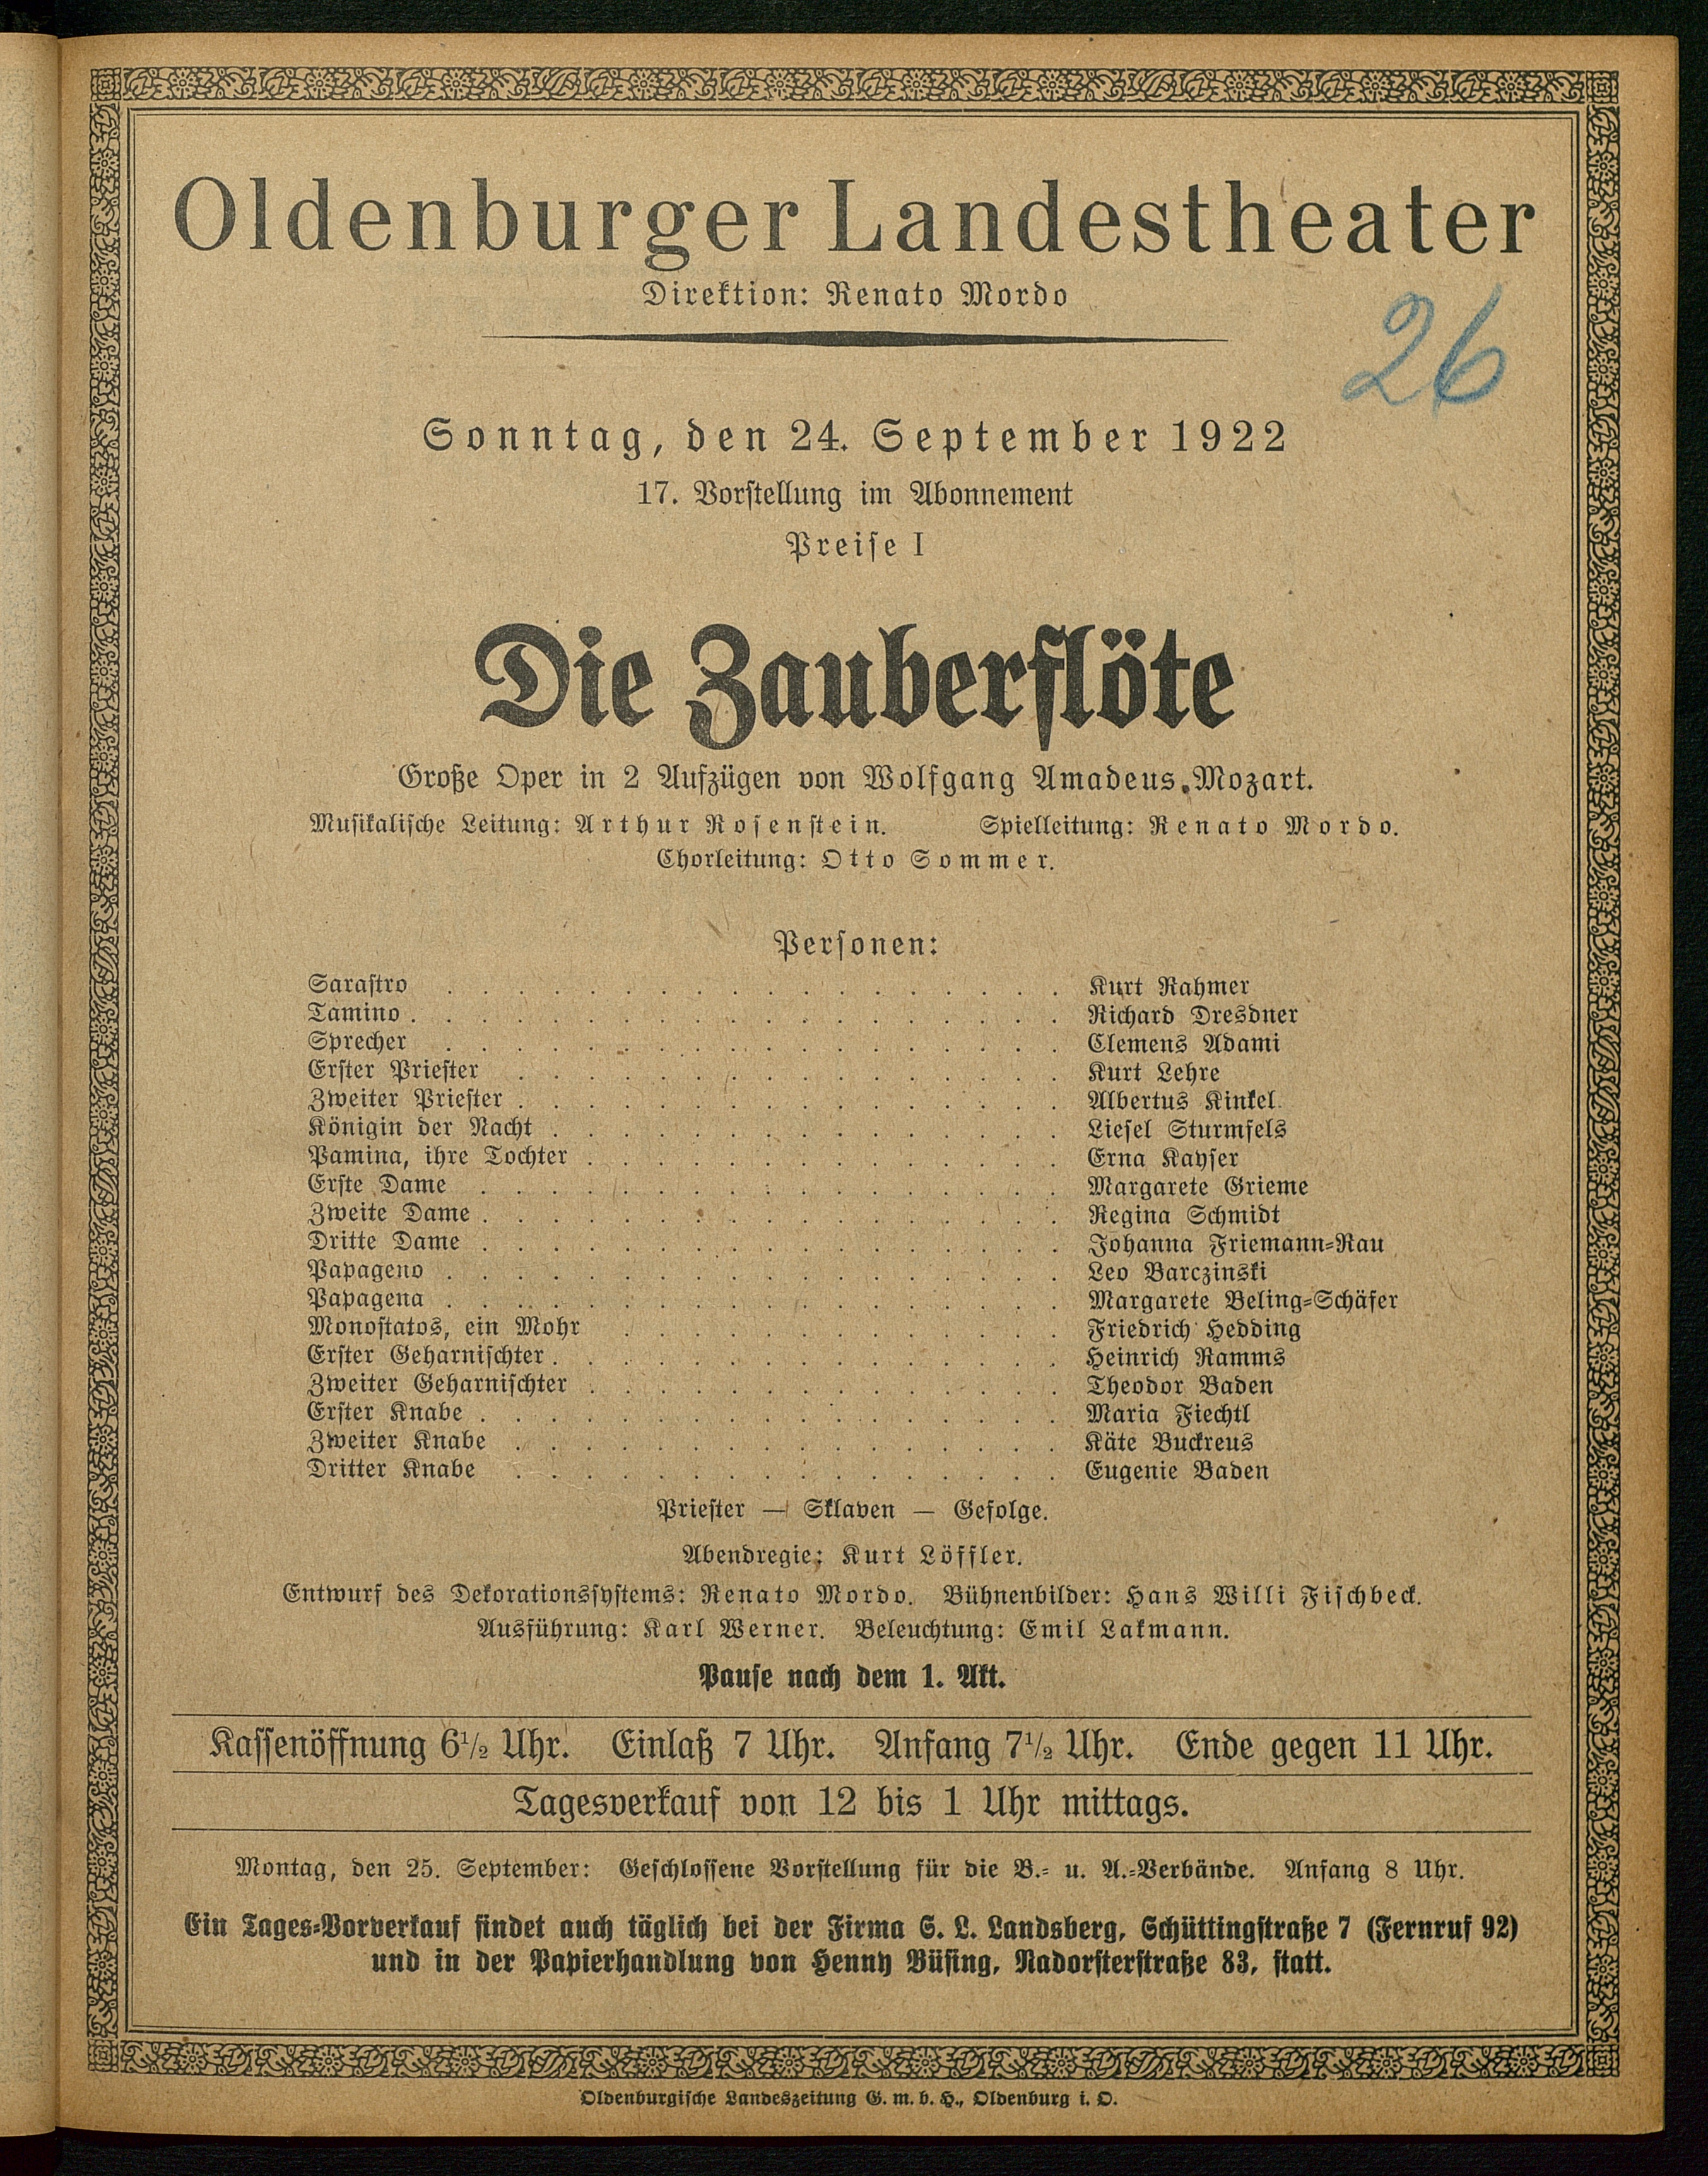 Oldenburger Landestheater
Direktion: Renato Mordo
26
Sonntag, den 24. September 1922
17. Vorstellung im Abonnement
Preise I
Die Zauberflöte
Große Oper in 2 Aufzügen von Wolfgang Amadeus Mozart.
Musikalische Leitung: Arthur Rosenstein. Spielleitung: Renato Mordo.
Chorleitung: Otto Sommer.
Personen:
Sarastro . . . . . . . . . . . . . . . . . . Kurt Rahmer
Tamino . . . . . . . . . . . . . . . . . . . Richard Dresdner
Sprecher . . . . . . . . . . . . . . . . . . Clemens Adami
Erster Priester . . . . . . . . . . . . . . . . Kurt Lehre
Zweiter Priester . . . . . . . . . . . . . . . . Albertus Kinkel
Königin der Nacht . . . . . . . . . . . . . . . Liesel Sturmfels
Pamina, ihre Tochter . . . . . . . . . . . . . . Erna Kayser
Erste Dame . . . . . . . . . . . . . . . . . Margarete Grieme
Zweite Dame . . . . . . . . . . . . . . . . . Regina Schmidt
Dritte Dame . . . . . . . . . . . . . . . . . Johanna Friemann-Rau
Papageno . . . . . . . . . . . . . . . . . . Leo Barczinski
Papagena . . . . . . . . . . . . . . . . . . Margarete Beling-Schäfer
Monostatos, ein Mohr . . . . . . . . . . . . . Friedrich Hedding
Erster Geharnischter . . . . . . . . . . . . . . . Heinrich Ramms
Zweiter Geharnischter . . . . . . . . . . . . . . Theodor Baden
Erster Knabe . . . . . . . . . . . . . . . . . Maria Fiechtl
Zweiter Knabe . . . . . . . . . . . . . . . . Käte Buckreus
Dritter Knabe . . . . . . . . . . . . . . . . Eugenie Baden
Priester — Sklaven — Gefolge.
Abendregie: Kurt Löffler.
Entwurf des Dekorationssystems: Renato Mordo. Bühnenbilder: Hans Willi Fischbeck.
Ausführung: Karl Werner. Beleuchtung: Emil Lakmann.
Pause nach dem 1. Akt.
Kassenöffnung 6½ Uhr. Einlaß 7 Uhr. Anfang 7½ Uhr. Ende gegen 11 Uhr.
Tagesverkauf von 12 bis 1 Uhr mittags.
Montag, den 25. September: Geschlossene Vorstellung für die B.- u. A.-Verbände. Anfang 8 Uhr.
Ein Tages-Vorverkauf findet auch täglich bei der Firma S. L. Landsberg, Schüttingstraße 7 (Fernruf 92)
und in der Papierhandlung von Henny Büsing, Nadorsterstraße 83, statt.
Oldenburgische Landeszeitung G. m. b. H., Oldenburg i. O.